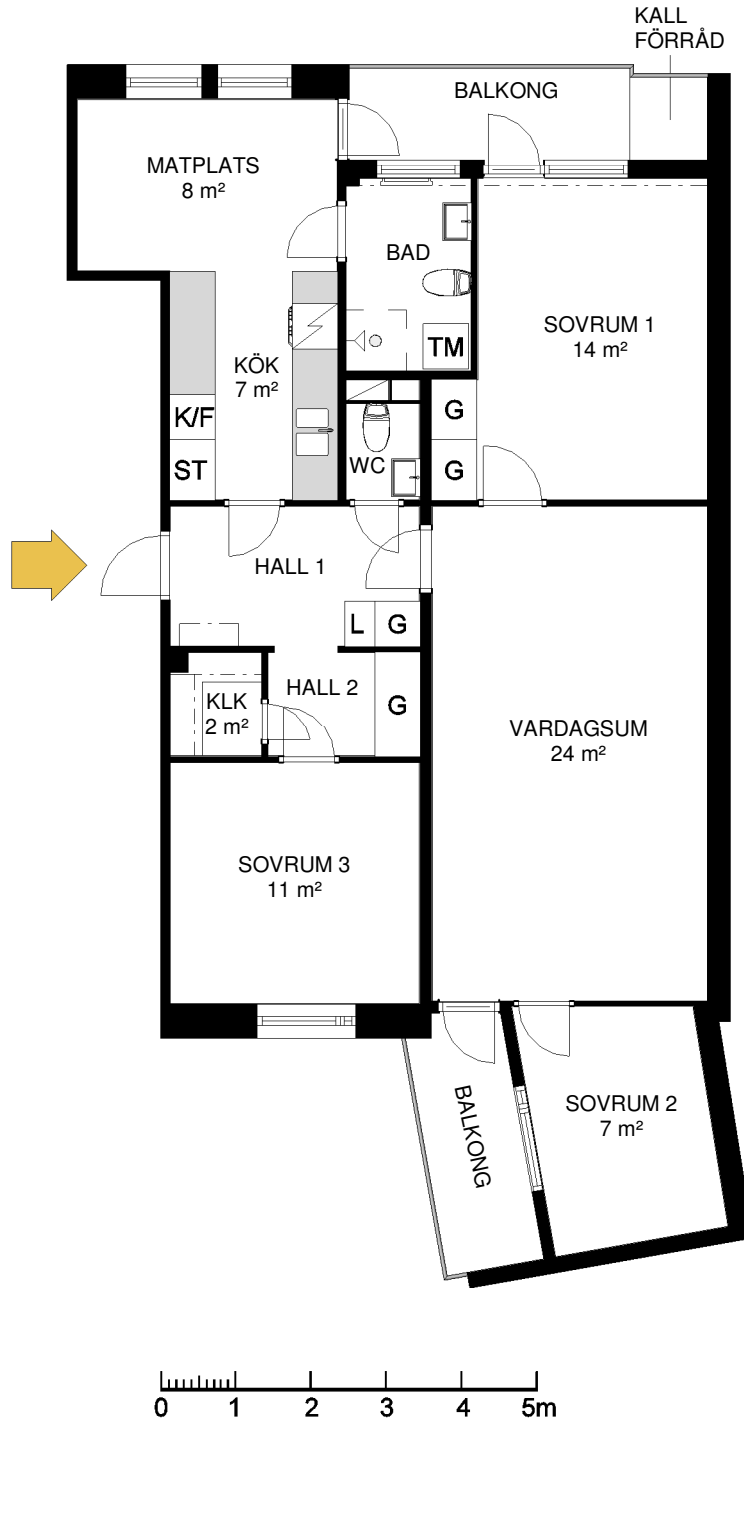 KALL
FÖRRÅD
BALKONG
MATPLATS
8 m²
BAD
SOVRUM 1
14 m²
TM
KÖK
7 m²
K/F
G
ST
WC
G
HALL 1
L
G
HALL 2
KLK
2 m²
G
VARDAGSUM
24 m²
SOVRUM 3
11 m²
BALKONG
SOVRUM 2
7 m²
0 1 2 3 4 5m